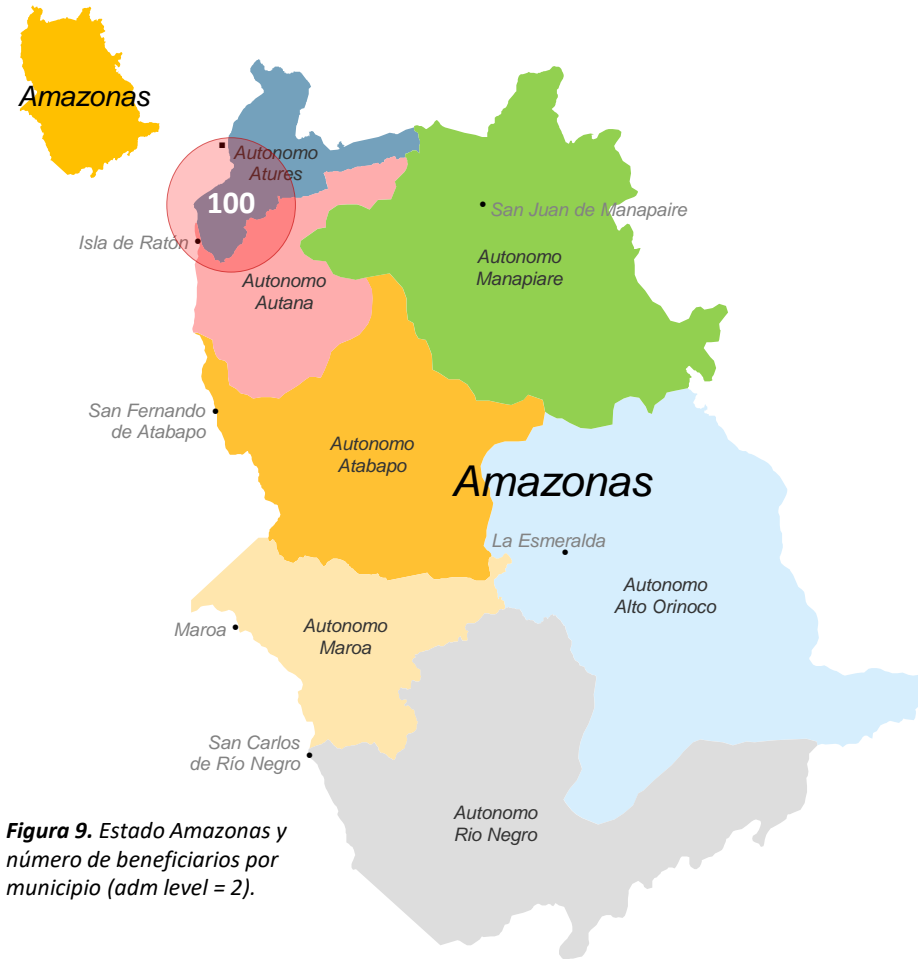 Amazonas
Autonomo
Atures
100
San Juan de Manapaire
Isla de Ratón
Autonomo
Manapiare
Autonomo
Autana
San Fernando
de Atabapo
Autonomo
Atabapo
Amazonas
La Esmeralda
Autonomo
Alto Orinoco
Maroa
Autonomo
Maroa
San Carlos
de Río Negro
Autonomo
Rio Negro
Figura 9. Estado Amazonas y
número de beneficiarios por
municipio (adm level = 2).